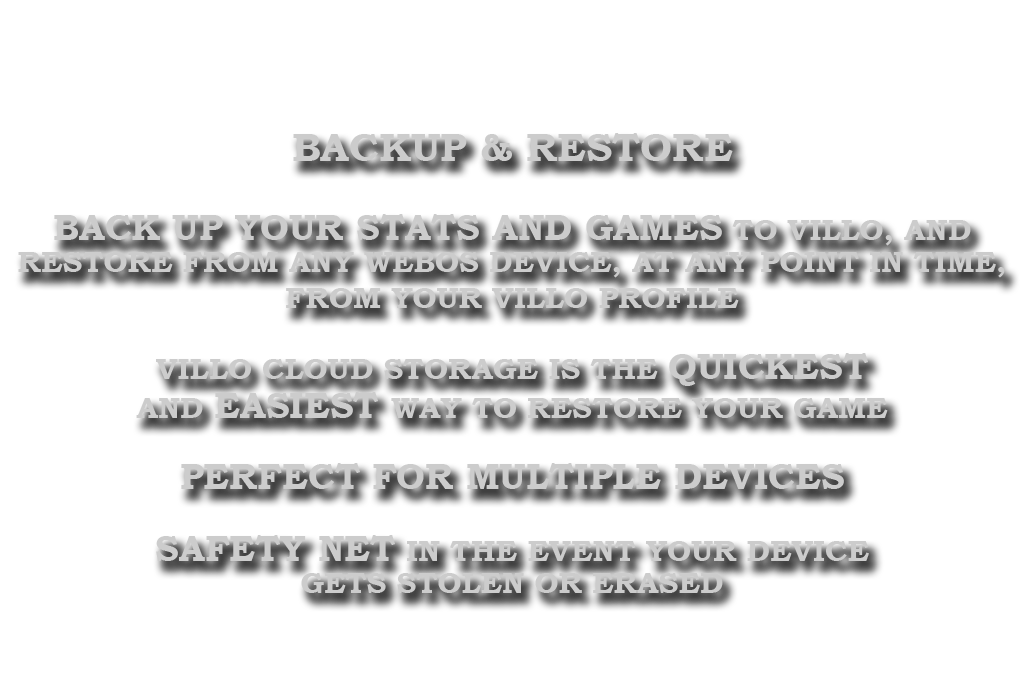 BACKUP & RESTORE
BACK UP YOUR STATS AND GAMES TO VILLO, AND
RESTORE FROM ANY WEBOS DEVICE, AT ANY POINT IN TIME,
FROM YOUR VILLO PROFILE
VILLO CLOUD STORAGE IS THE QUICKEST
AND EASIEST WAY TO RESTORE YOUR GAME
PERFECT FOR MULTIPLE DEVICES
SAFETY NET IN THE EVENT YOUR DEVICE
GETS STOLEN OR ERASED